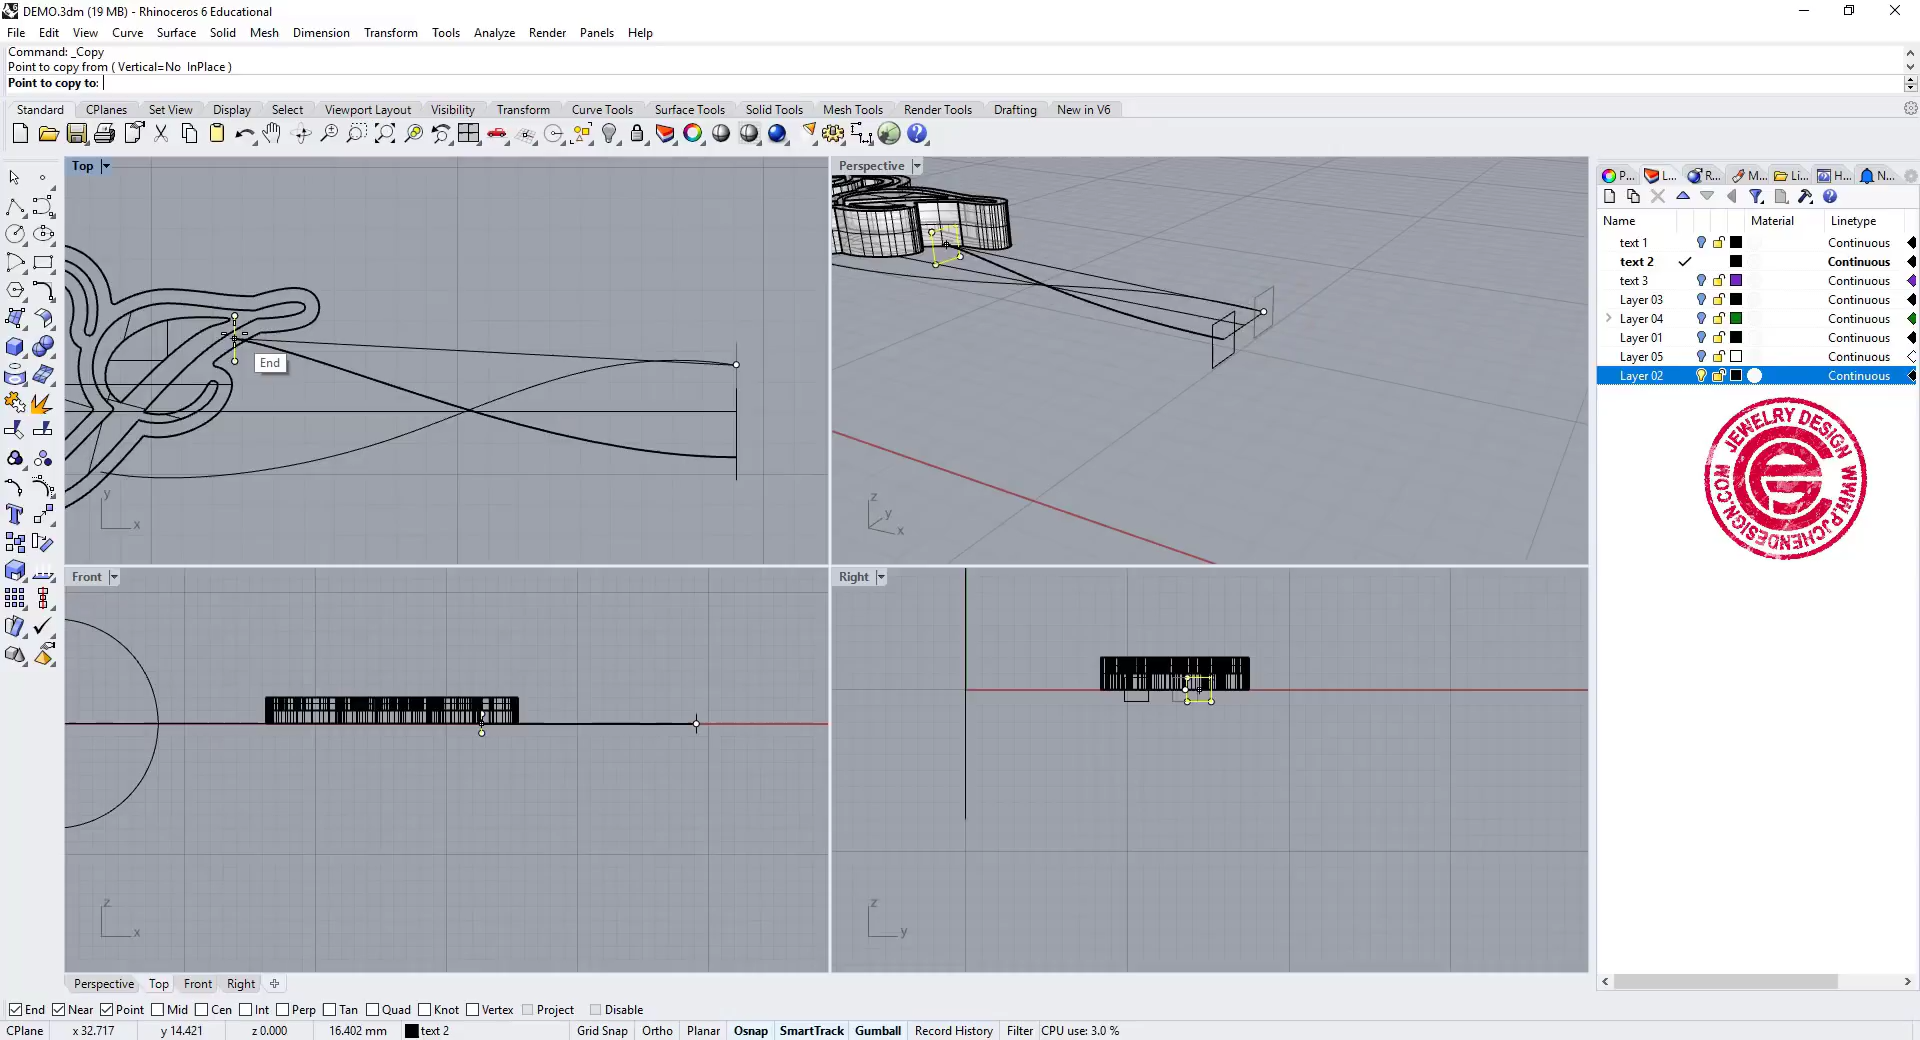 DEMO.3dm (19 MB) - Rhinoceros 6 Educational
File Edit View Curve Surface Solid Mesh Dimension Transform Tools Analyze Render Panels Help
Command: _Copy
Point to copy from ( Vertical=No InPlace )
Point to copy to:
Standard CPlanes Set View Display Select Viewport Layout Visibility Transform Curve Tools Surface Tools Solid Tools Mesh Tools Render Tools Drafting New in V6
Top
Perspective
P... L... R... M... Li... H... N...
Name Material Linetype
text 1 Continuous
text 2 Continuous
text 3 Continuous
Layer 03 Continuous
Layer 04 Continuous
Layer 01 Continuous
Layer 05 Continuous
Layer 02 Continuous
End
y
x
z
y
x
JEWELRY DESIGN
WWW.PJCHENDESIGN.COM
Front
Right
z
x
z
y
Perspective Top Front Right
End Near Point Mid Cen Int Perp Tan Quad Knot Vertex Project Disable
CPlane x 32.717 y 14.421 z 0.000 16.402 mm text 2 Grid Snap Ortho Planar Osnap SmartTrack Gumball Record History Filter CPU use: 3.0 %